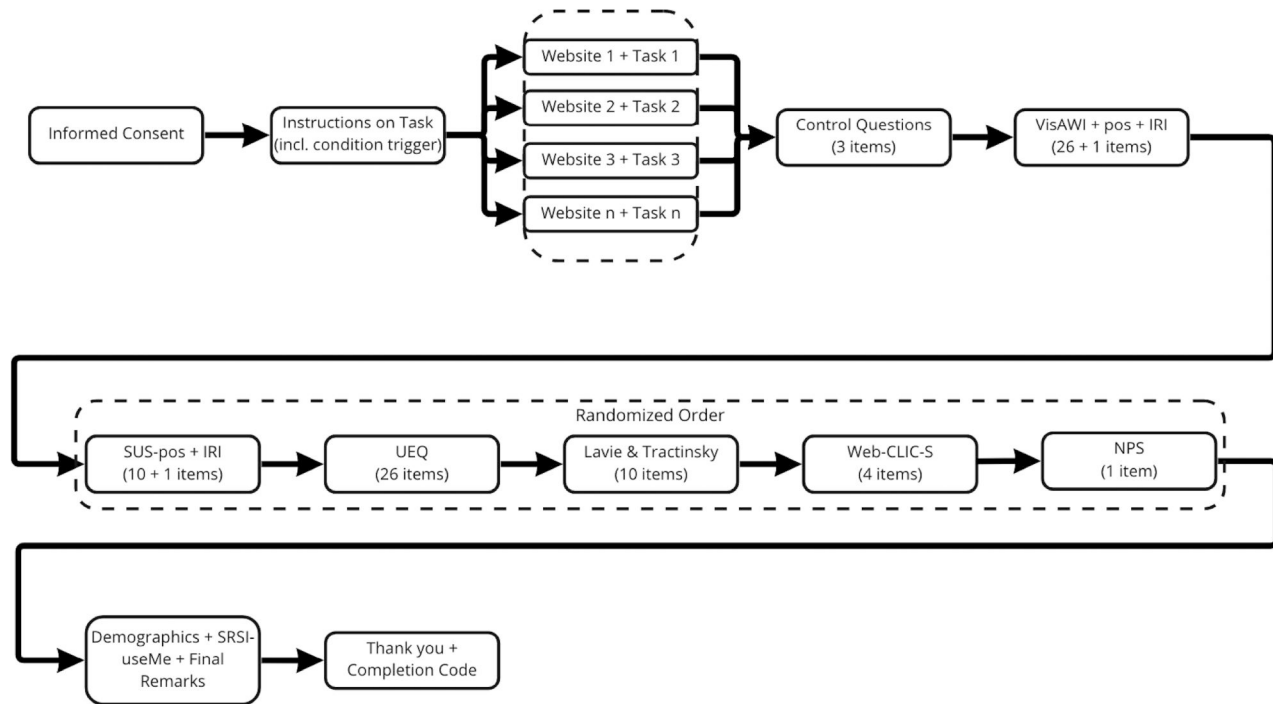 Informed Consent
Instructions on Task
(incl. condition trigger)
Website 1 + Task 1
Website 2 + Task 2
Website 3 + Task 3
Website n + Task n
Control Questions
(3 items)
VisAWI + pos + IRI
(26 + 1 items)
Randomized Order
SUS-pos + IRI
(10 + 1 items)
UEQ
(26 items)
Lavie & Tractinsky
(10 items)
Web-CLIC-S
(4 items)
NPS
(1 item)
Demographics + SRSI-
useMe + Final
Remarks
Thank you +
Completion Code